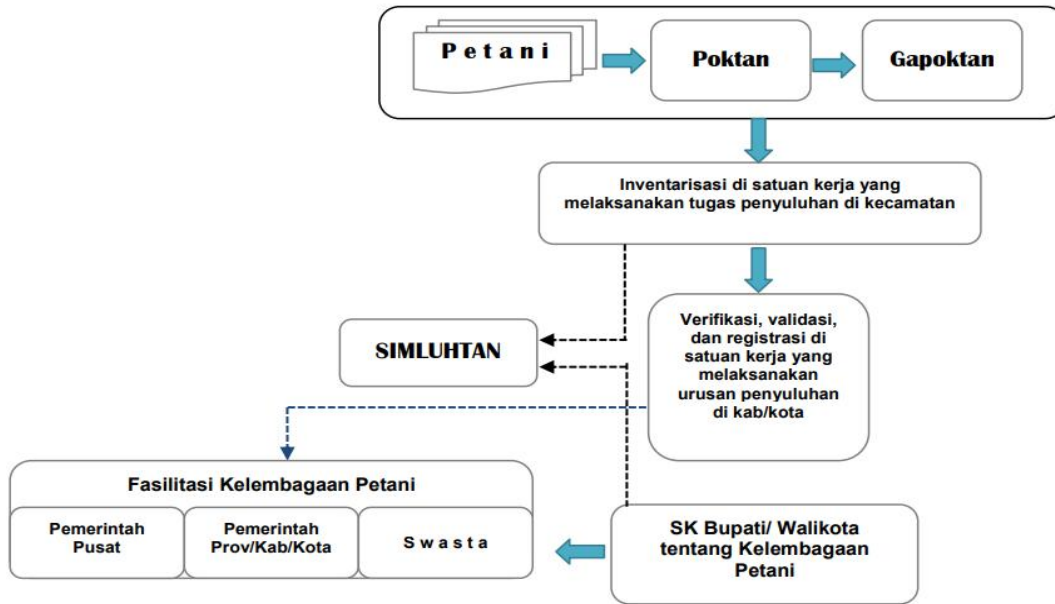 P e t a n i
Poktan
Gapoktan
Inventarisasi di satuan kerja yang
melaksanakan tugas penyuluhan di kecamatan
Verifikasi, validasi,
dan registrasi di
satuan kerja yang
melaksanakan
urusan penyuluhan
di kab/kota
SIMLUHTAN
Fasilitasi Kelembagaan Petani
Pemerintah
Pusat
Pemerintah
Prov/Kab/Kota
S w a s t a
SK Bupati/ Walikota
tentang Kelembagaan
Petani